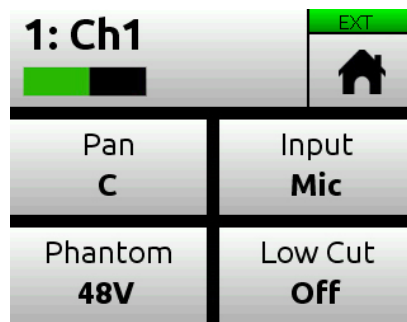 1: Ch1
EXT
Pan
C
Input
Mic
Phantom
48V
Low Cut
Off